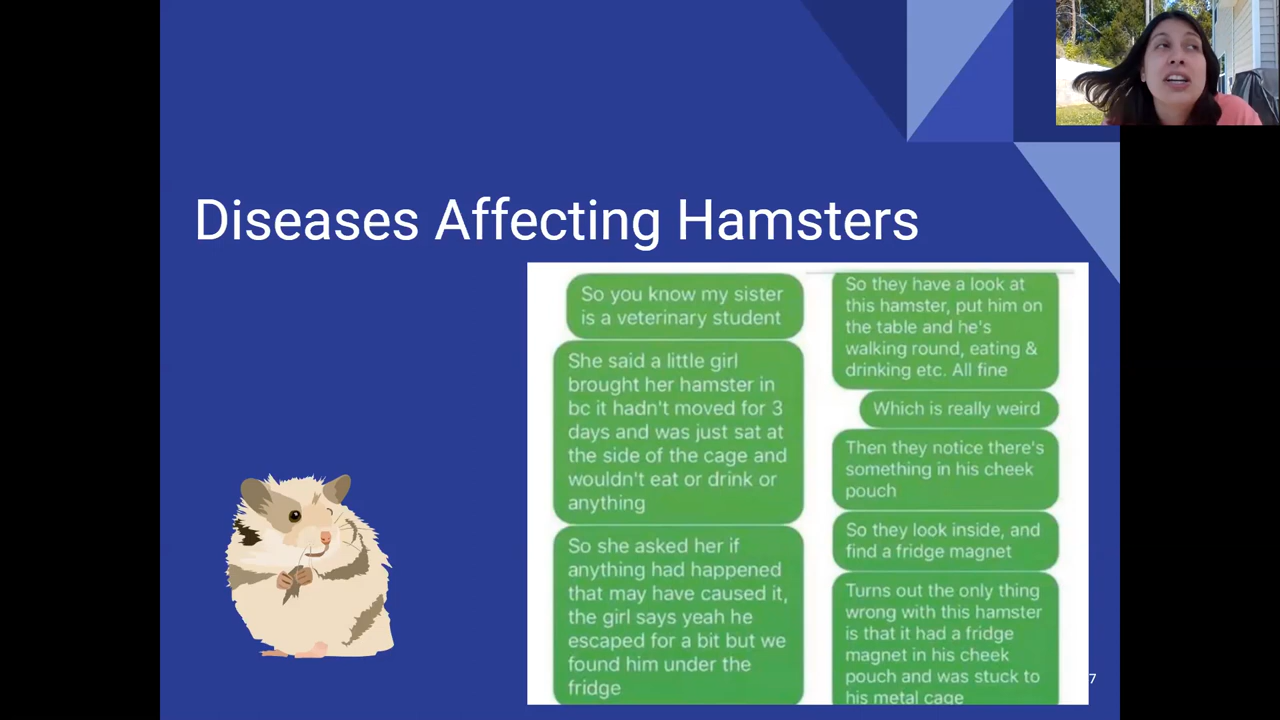 Diseases Affecting Hamsters
So you know my sister
is a veterinary student
She said a little girl
brought her hamster in
bc it hadn't moved for 3
days and was just sat at
the side of the cage and
wouldn't eat or drink or
anything
So she asked her if
anything had happened
that may have caused it,
the girl says yeah he
escaped for a bit but we
found him under the
fridge
So they have a look at
this hamster, put him on
the table and he's
walking round, eating &
drinking etc. All fine
Which is really weird
Then they notice there's
something in his cheek
pouch
So they look inside, and
find a fridge magnet
Turns out the only thing
wrong with this hamster
is that it had a fridge
magnet in his cheek
pouch and was stuck to
his metal cage
7